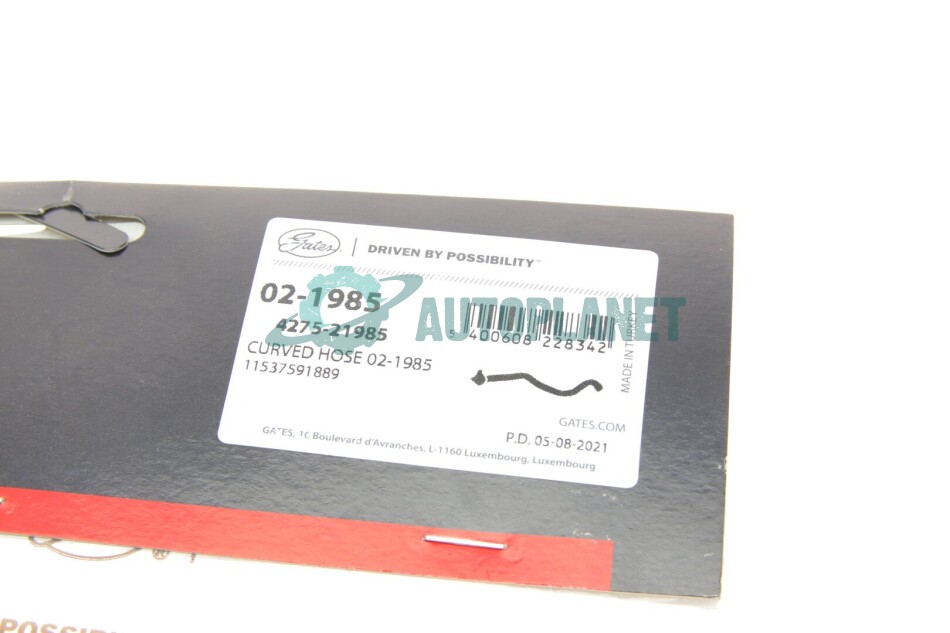 Gates | DRIVEN BY POSSIBILITY™
02-1985
4275-21985
CURVED HOSE 02-1985
11537591889
5 400608 228342
MADE IN TURKEY
AUTOPLANET
GATES.COM
P.D. 05-08-2021
GATES, 16 Boulevard d'Avranches, L-1160 Luxembourg, Luxembourg
®